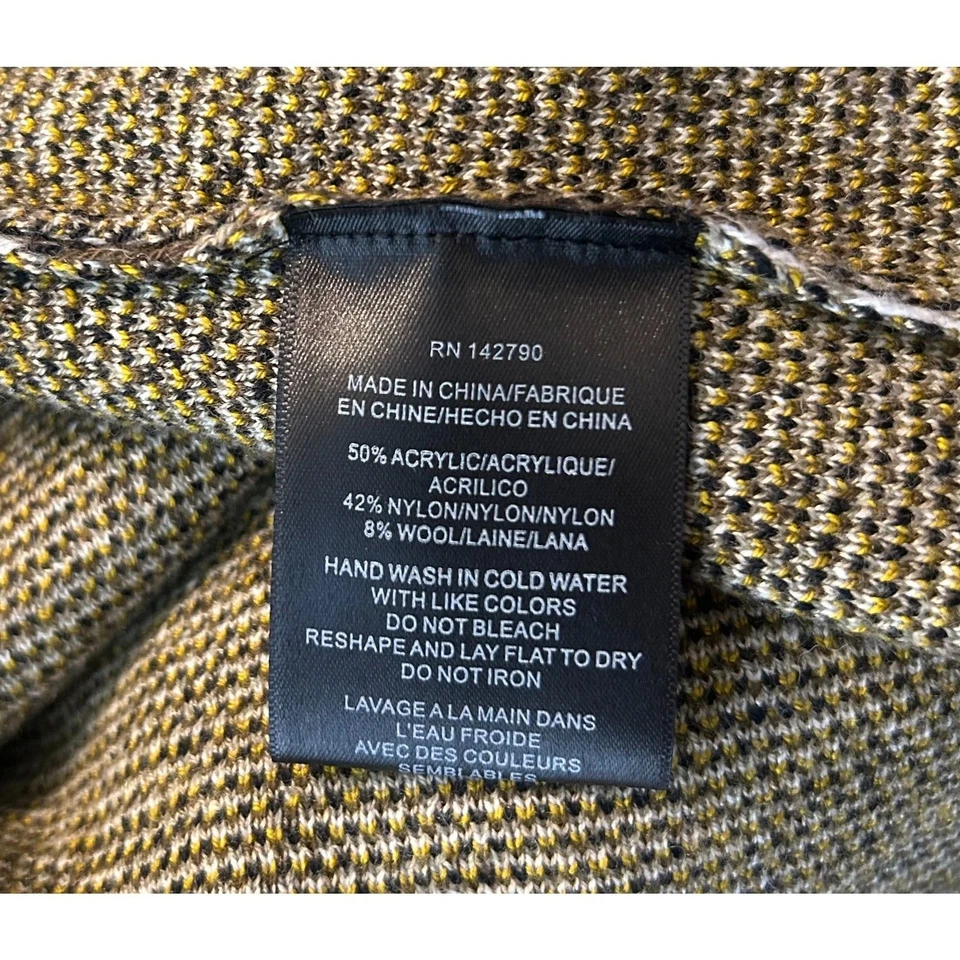 RN 142790
MADE IN CHINA/FABRIQUE
EN CHINE/HECHO EN CHINA
50% ACRYLIC/ACRYLIQUE/
ACRILICO
42% NYLON/NYLON/NYLON
8% WOOL/LAINE/LANA
HAND WASH IN COLD WATER
WITH LIKE COLORS
DO NOT BLEACH
RESHAPE AND LAY FLAT TO DRY
DO NOT IRON
LAVAGE A LA MAIN DANS
L'EAU FROIDE
AVEC DES COULEURS
SEMBLABLES